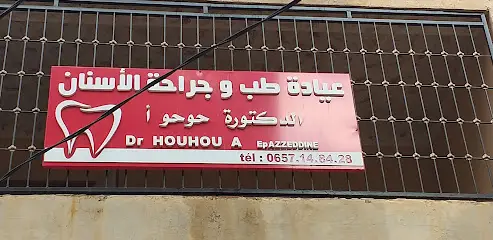 عيادة طب و جراحة الأسنان
الدكتورة حوحو أ
Dr HOUHOU A EpAZZEDDINE
tél : 0657.14.84.28